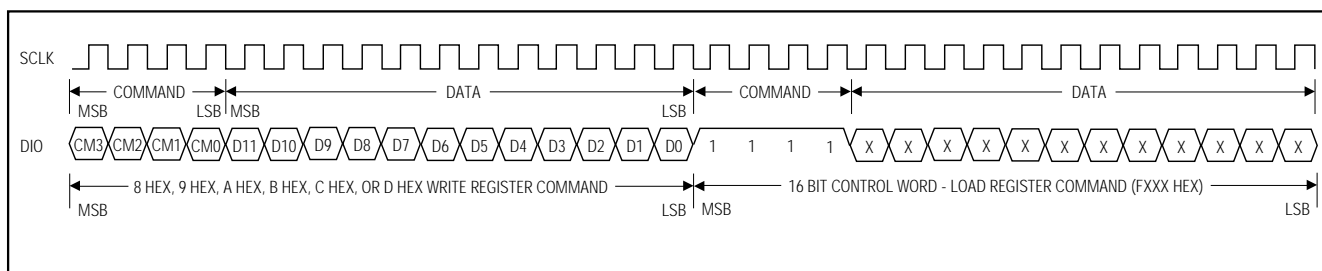 SCLK
COMMAND DATA COMMAND DATA
MSB LSB MSB LSB
DIO CM3 CM2 CM1 CM0 D11 D10 D9 D8 D7 D6 D5 D4 D3 D2 D1 D0 1 1 1 1 X X X X X X X X X X X X
8 HEX, 9 HEX, A HEX, B HEX, C HEX, OR D HEX WRITE REGISTER COMMAND 16 BIT CONTROL WORD - LOAD REGISTER COMMAND (FXXX HEX)
MSB LSB MSB LSB